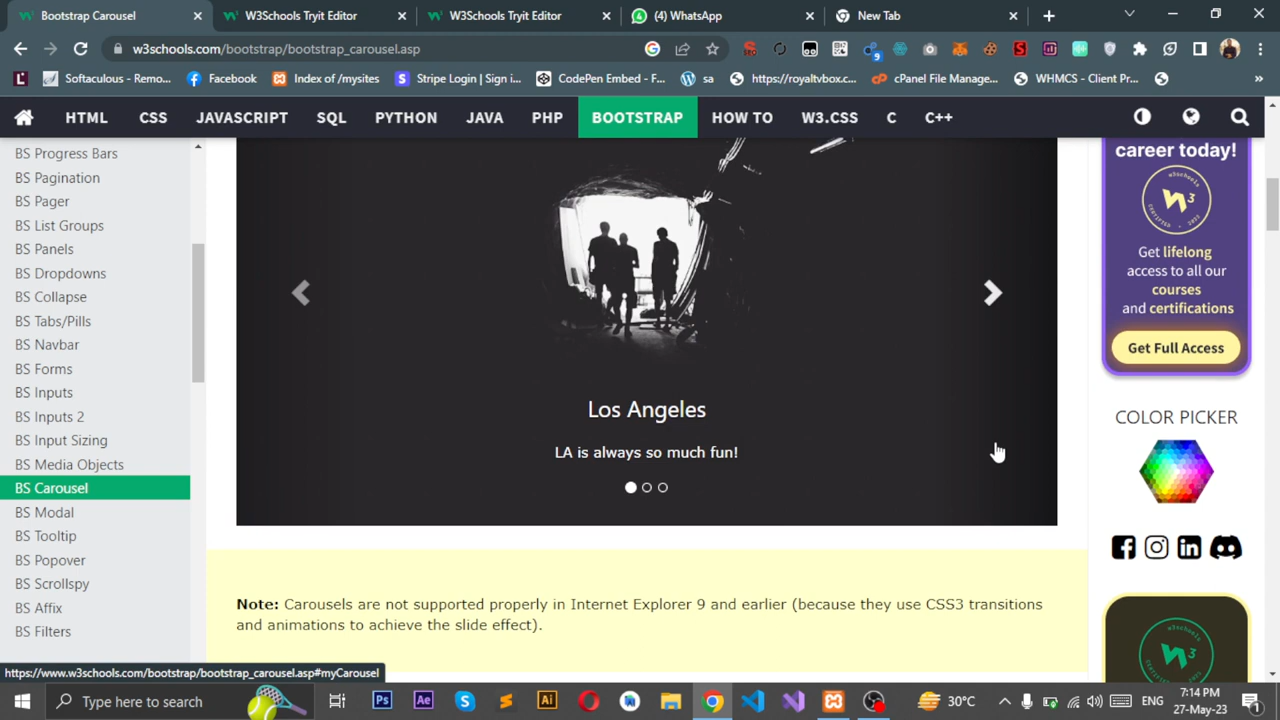 Bootstrap Carousel
W3Schools Tryit Editor
W3Schools Tryit Editor
(4) WhatsApp
New Tab
w3schools.com/bootstrap/bootstrap_carousel.asp
9
Softaculous - Remo...
Facebook
Index of /mysites
Stripe Login | Sign i...
CodePen Embed - F...
sa
https://royaltvbox.c...
cPanel File Manage...
WHMCS - Client Pr...
HTML
CSS
JAVASCRIPT
SQL
PYTHON
JAVA
PHP
BOOTSTRAP
HOW TO
W3.CSS
C
C++
BS Progress Bars
BS Pagination
BS Pager
BS List Groups
BS Panels
BS Dropdowns
BS Collapse
BS Tabs/Pills
BS Navbar
BS Forms
BS Inputs
BS Inputs 2
BS Input Sizing
BS Media Objects
BS Carousel
BS Modal
BS Tooltip
BS Popover
BS Scrollspy
BS Affix
BS Filters
Los Angeles
LA is always so much fun!
Note: Carousels are not supported properly in Internet Explorer 9 and earlier (because they use CSS3 transitions
and animations to achieve the slide effect).
career today!
Get lifelong
access to all our
courses
and certifications
Get Full Access
COLOR PICKER
https://www.w3schools.com/bootstrap/bootstrap_carousel.asp#myCarousel
Type here to search
30°C
ENG
7:14 PM
27-May-23